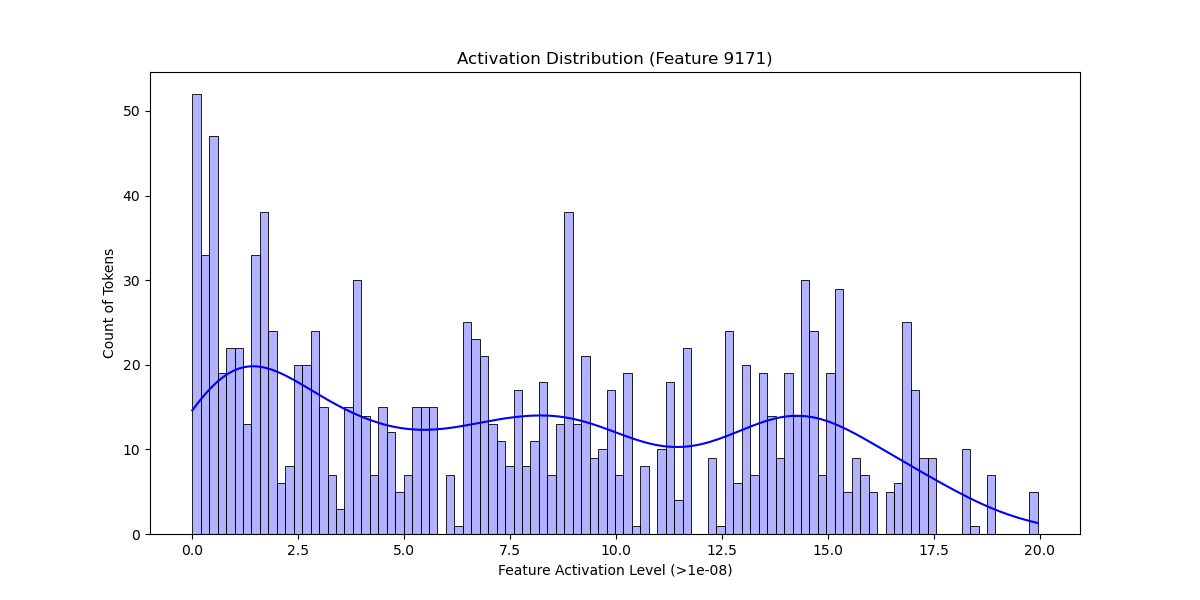 Activation Distribution (Feature 9171)
Count of Tokens
50
40
30
20
10
0
0.0 2.5 5.0 7.5 10.0 12.5 15.0 17.5 20.0
Feature Activation Level (>1e-08)